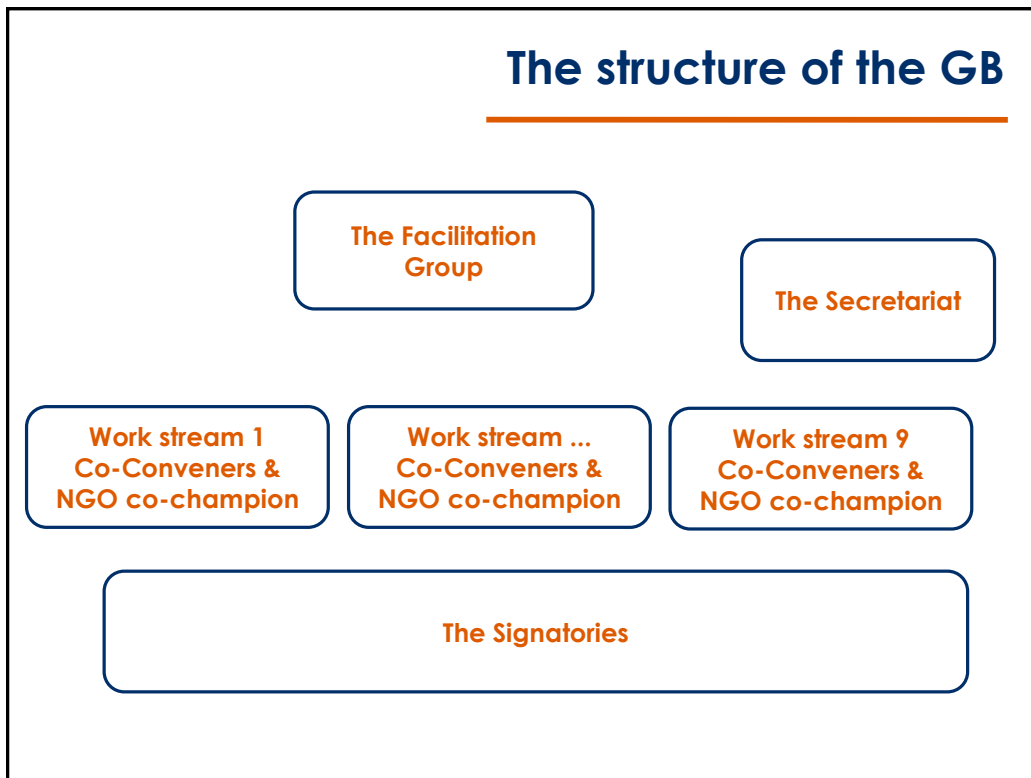 The structure of the GB
The Facilitation
Group
The Secretariat
Work stream 1
Co-Conveners &
NGO co-champion
Work stream ...
Co-Conveners &
NGO co-champion
Work stream 9
Co-Conveners &
NGO co-champion
The Signatories